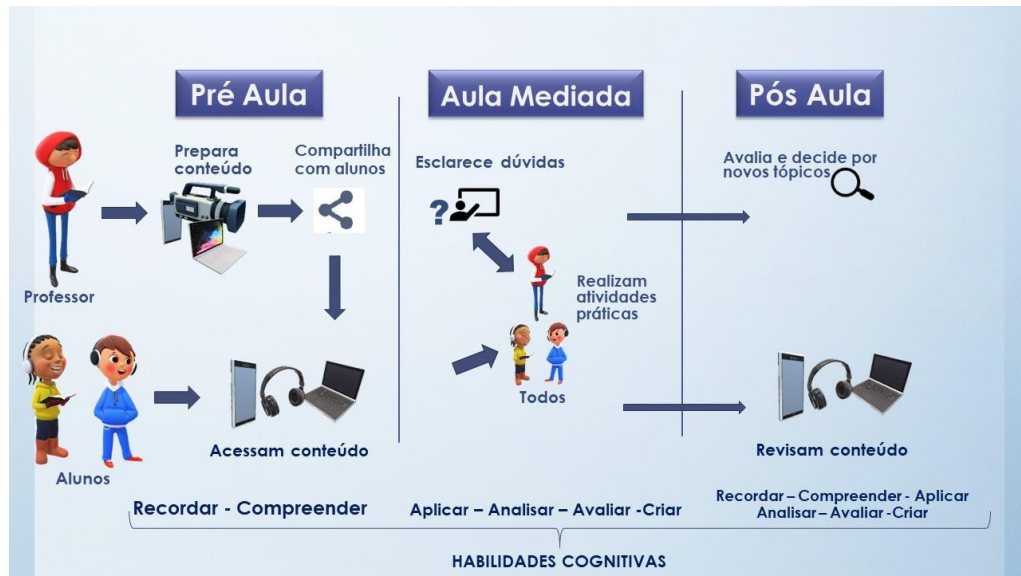 Pré Aula
Aula Mediada
Pós Aula
Prepara
conteúdo
Compartilha
com alunos
Esclarece dúvidas
?
Avalia e decide por
novos tópicos
Professor
Realizam
atividades
práticas
Todos
Alunos
Acessam conteúdo
Revisam conteúdo
Recordar - Compreender
Aplicar – Analisar – Avaliar -Criar
Recordar – Compreender - Aplicar
Analisar – Avaliar -Criar
HABILIDADES COGNITIVAS